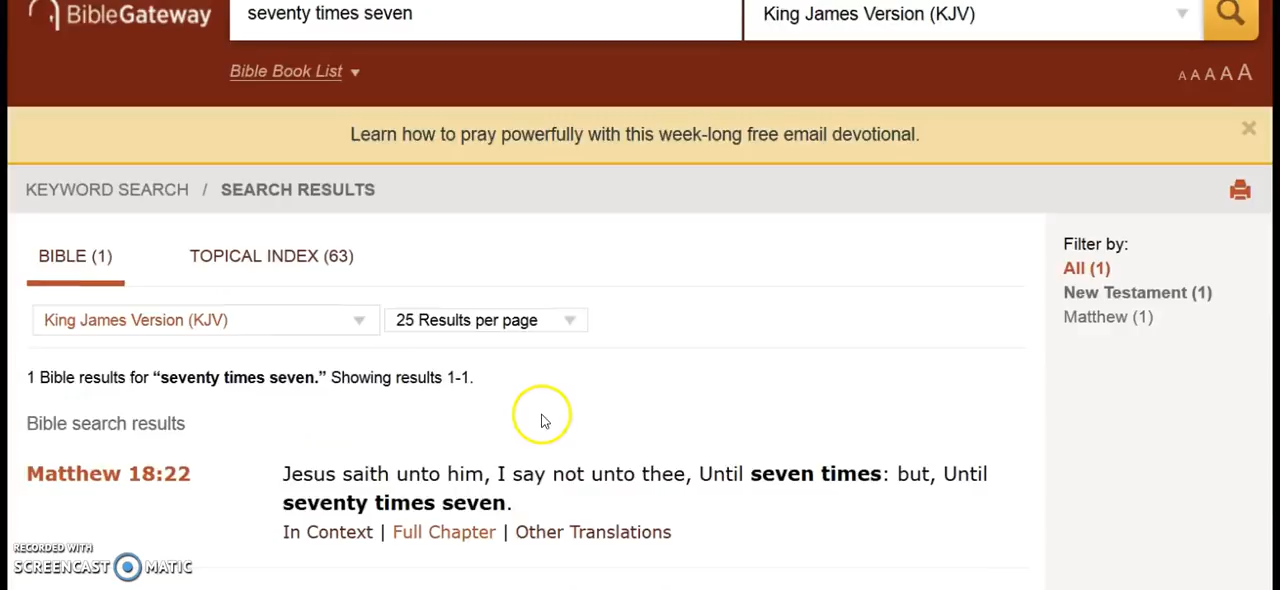 BibleGateway
seventy times seven
King James Version (KJV)
Bible Book List
A A A A A
Learn how to pray powerfully with this week-long free email devotional.
KEYWORD SEARCH / SEARCH RESULTS
BIBLE (1)
TOPICAL INDEX (63)
Filter by:
All (1)
New Testament (1)
Matthew (1)
King James Version (KJV)
25 Results per page
1 Bible results for “seventy times seven.” Showing results 1-1.
Bible search results
Matthew 18:22
Jesus saith unto him, I say not unto thee, Until seven times: but, Until
seventy times seven.
In Context | Full Chapter | Other Translations
RECORDED WITH
SCREENCAST MATIC